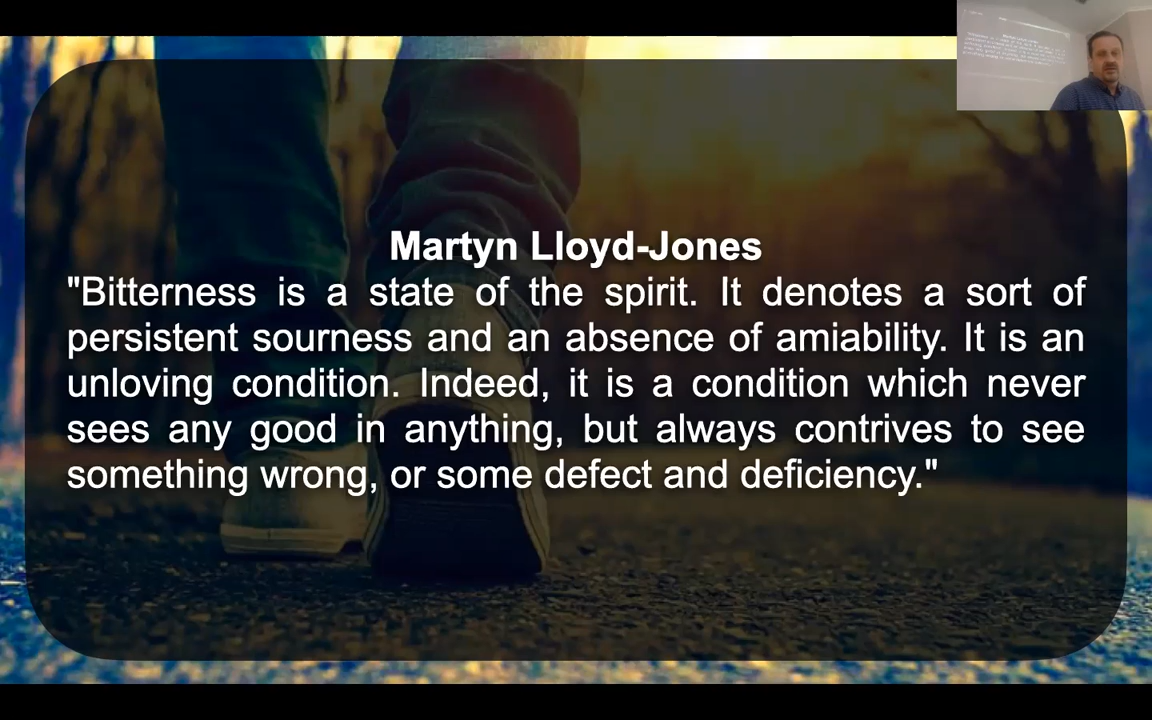 Martyn Lloyd-Jones
"Bitterness is a state of the spirit. It denotes a sort of
persistent sourness and an absence of amiability. It is an
unloving condition. Indeed, it is a condition which never
sees any good in anything, but always contrives to see
something wrong, or some defect and deficiency."